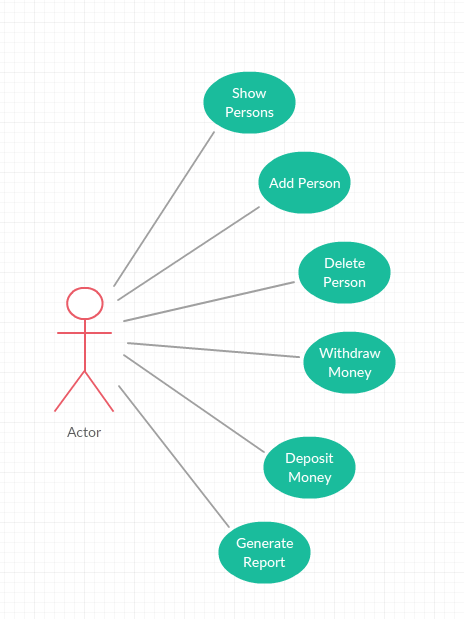 Show
Persons
Add Person
Delete
Person
Withdraw
Money
Actor
Deposit
Money
Generate
Report